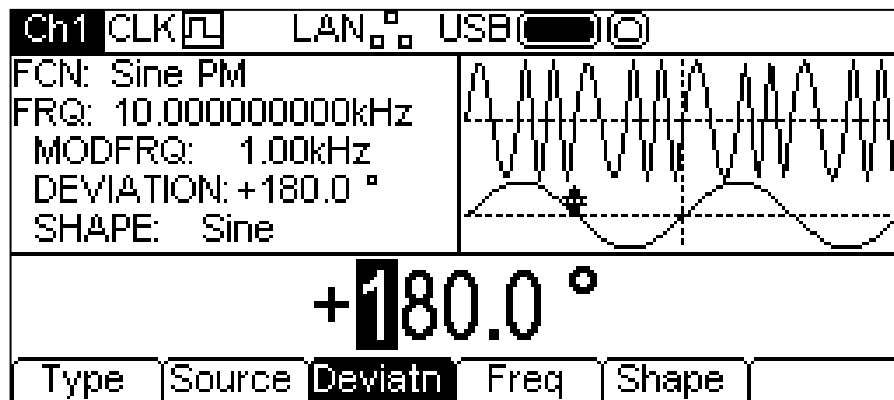 Ch1 CLK LAN USB
FCN: Sine PM
FRQ: 10.000000000kHz
MODFRQ: 1.00kHz
DEVIATION: +180.0 °
SHAPE: Sine
+180.0 °
Type Source Deviatn Freq Shape